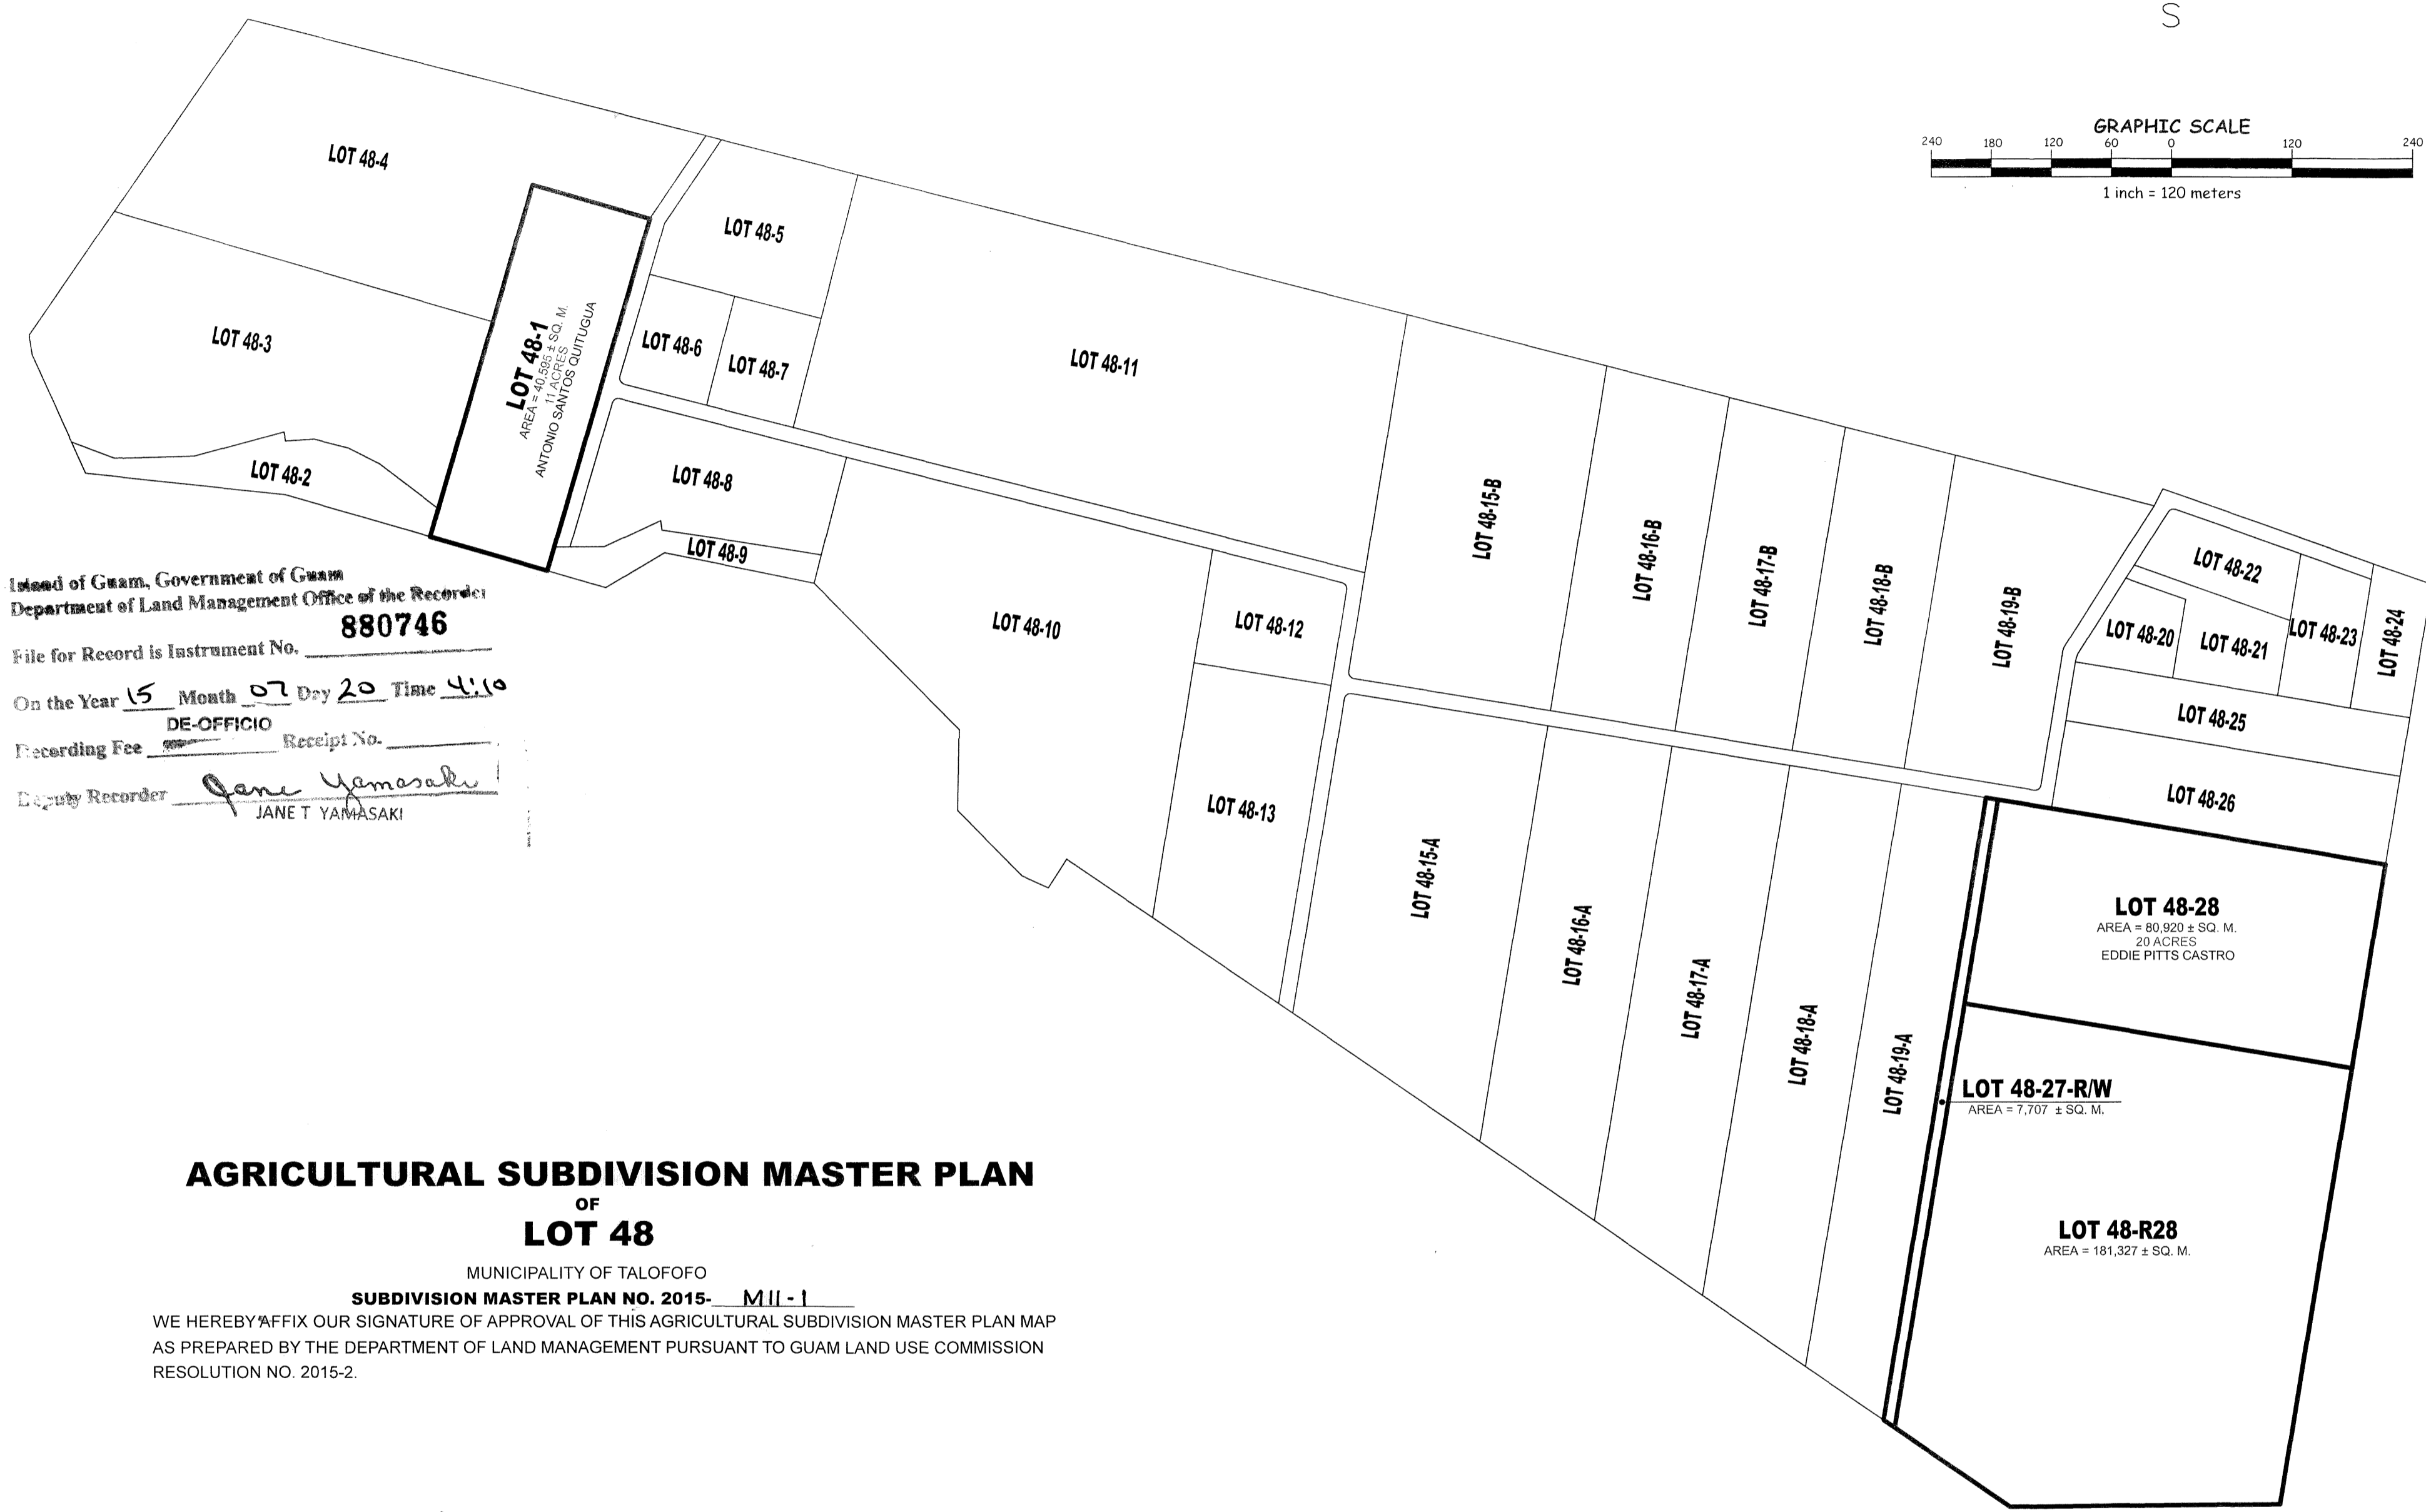 S
GRAPHIC SCALE
240 180 120 60 0 120 240
1 inch = 120 meters
LOT 48-4
LOT 48-5
LOT 48-3
LOT 48-1
AREA = 40,595 ± SQ. M.
11 ACRES
ANTONIO SANTOS QUITUGUA
LOT 48-6
LOT 48-7
LOT 48-11
LOT 48-2
LOT 48-8
LOT 48-9
LOT 48-10
LOT 48-12
LOT 48-13
LOT 48-15-B
LOT 48-16-B
LOT 48-17-B
LOT 48-18-B
LOT 48-19-B
LOT 48-22
LOT 48-20
LOT 48-21
LOT 48-23
LOT 48-24
LOT 48-25
LOT 48-26
LOT 48-15-A
LOT 48-16-A
LOT 48-17-A
LOT 48-18-A
LOT 48-19-A
LOT 48-28
AREA = 80,920 ± SQ. M.
20 ACRES
EDDIE PITTS CASTRO
LOT 48-27-R/W
AREA = 7,707 ± SQ. M.
LOT 48-R28
AREA = 181,327 ± SQ. M.
Island of Guam, Government of Guam
Department of Land Management Office of the Recorder
880746
File for Record is Instrument No.
On the Year 15 Month 07 Day 20 Time 4:10
DE-OFFICIO
Recording Fee Receipt No.
Deputy Recorder Jane Yamasaki
JANE T YAMASAKI
AGRICULTURAL SUBDIVISION MASTER PLAN
OF
LOT 48
MUNICIPALITY OF TALOFOFO
SUBDIVISION MASTER PLAN NO. 2015- M11-1
WE HEREBY AFFIX OUR SIGNATURE OF APPROVAL OF THIS AGRICULTURAL SUBDIVISION MASTER PLAN MAP
AS PREPARED BY THE DEPARTMENT OF LAND MANAGEMENT PURSUANT TO GUAM LAND USE COMMISSION
RESOLUTION NO. 2015-2.